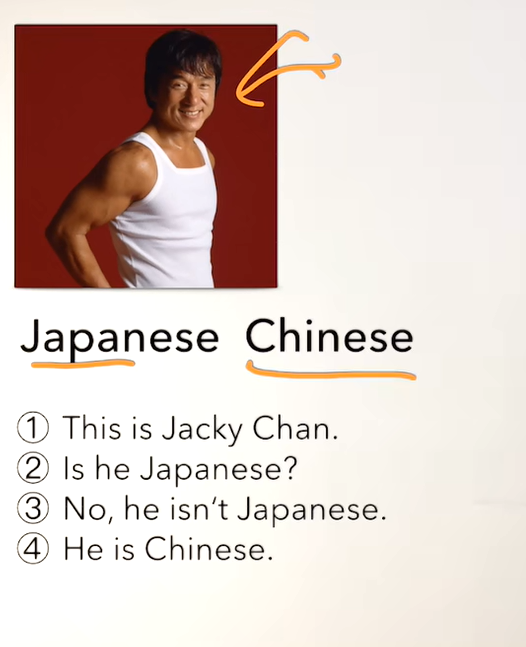 Japanese Chinese
① This is Jacky Chan.
② Is he Japanese?
③ No, he isn't Japanese.
④ He is Chinese.